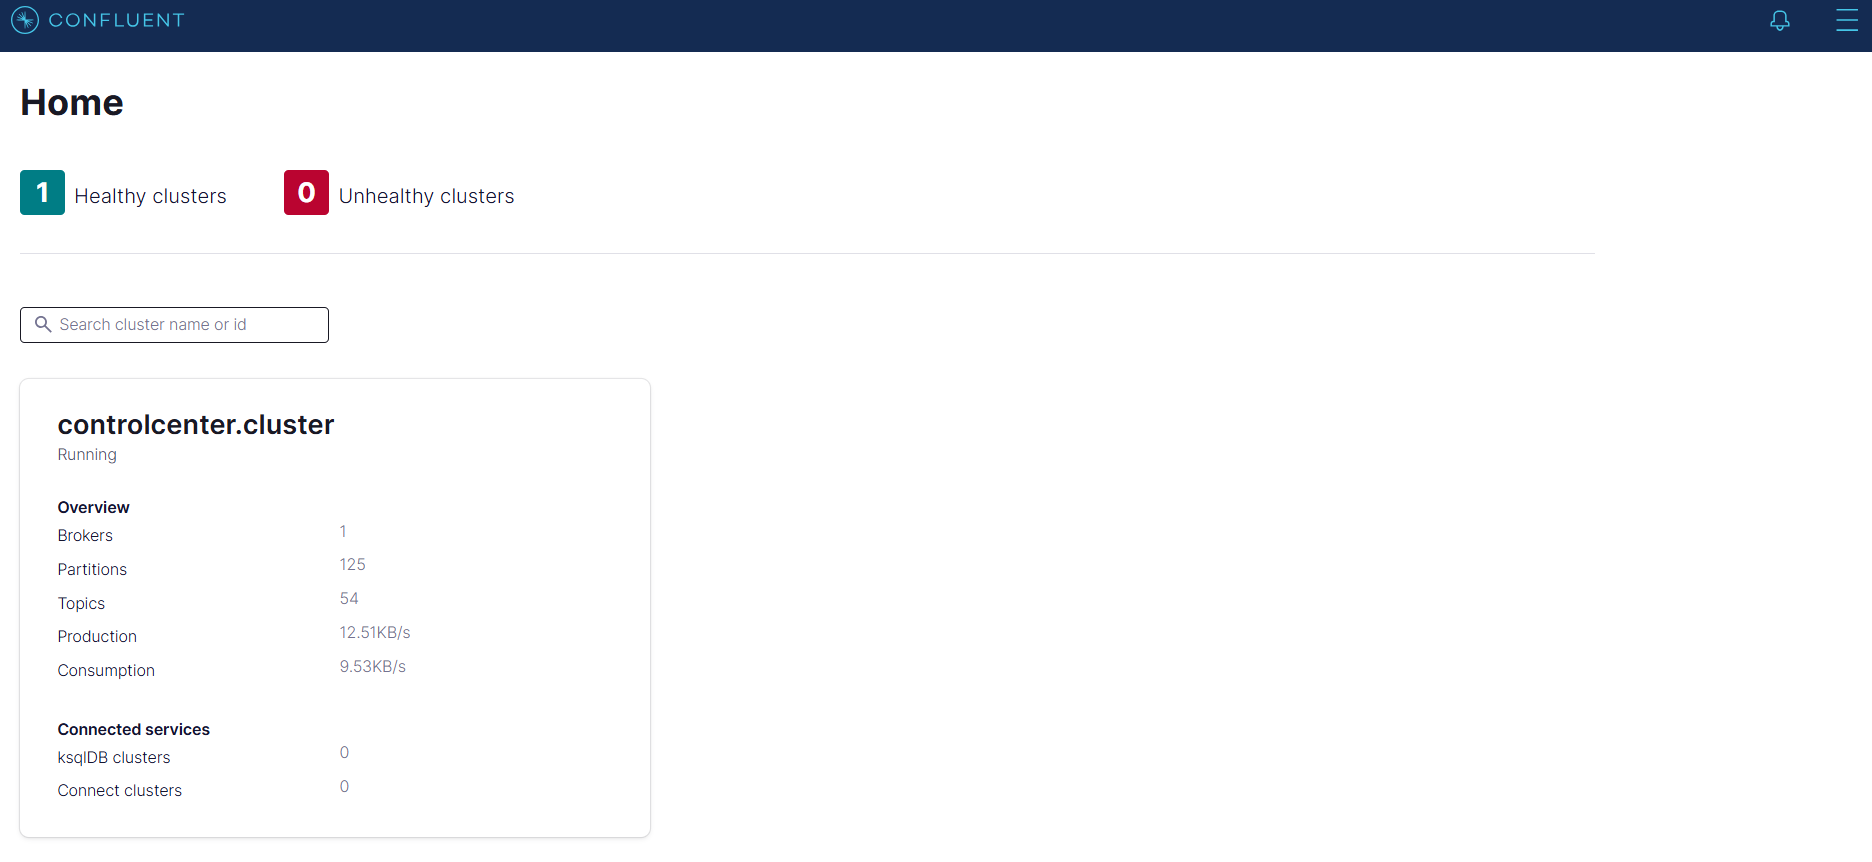 CONFLUENT
Home
1 Healthy clusters 0 Unhealthy clusters
Search cluster name or id
controlcenter.cluster
Running
Overview
Brokers 1
Partitions 125
Topics 54
Production 12.51KB/s
Consumption 9.53KB/s
Connected services
ksqlDB clusters 0
Connect clusters 0